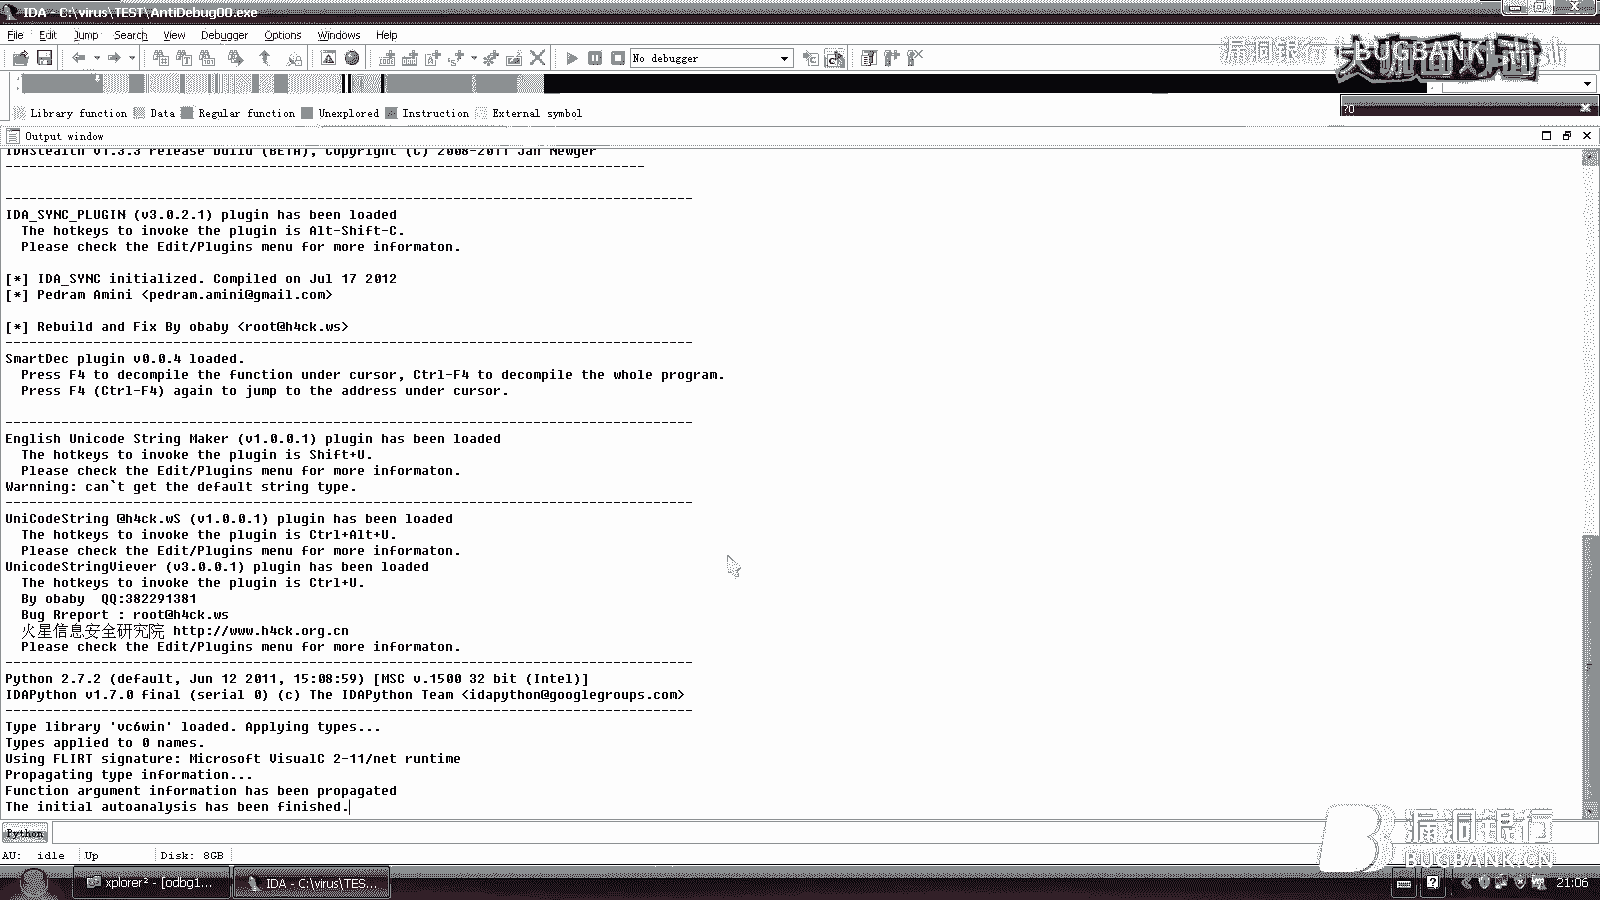 IDA - C:\virus\TEST\AntiDebug00.exe
File Edit Jump Search View Debugger Options Windows Help
No debugger
漏洞银行 BUGBANK
Library function Data Regular function Unexplored Instruction External symbol
?0
Output window
IDAStealth v1.3.3 release build (BETA), Copyright (C) 2008-2011 Jan Newger
--------------------------------------------------------------------------------
--------------------------------------------------------------------------------------
IDA_SYNC_PLUGIN (v3.0.2.1) plugin has been loaded
The hotkeys to invoke the plugin is Alt-Shift-C.
Please check the Edit/Plugins menu for more informaton.
[*] IDA_SYNC initialized. Compiled on Jul 17 2012
[*] Pedram Amini <pedram.amini@gmail.com>
[*] Rebuild and Fix By obaby <root@h4ck.ws>
--------------------------------------------------------------------------------------
SmartDec plugin v0.0.4 loaded.
Press F4 to decompile the function under cursor, Ctrl-F4 to decompile the whole program.
Press F4 (Ctrl-F4) again to jump to the address under cursor.
--------------------------------------------------------------------------------------
English Unicode String Maker (v1.0.0.1) plugin has been loaded
The hotkeys to invoke the plugin is Shift+U.
Please check the Edit/Plugins menu for more informaton.
Warnning: can`t get the default string type.
--------------------------------------------------------------------------------------
UniCodeString @h4ck.wS (v1.0.0.1) plugin has been loaded
The hotkeys to invoke the plugin is Ctrl+Alt+U.
Please check the Edit/Plugins menu for more informaton.
UnicodeStringViever (v3.0.0.1) plugin has been loaded
The hotkeys to invoke the plugin is Ctrl+U.
By obaby  QQ:382291381
Bug Rreport : root@h4ck.ws
火星信息安全研究院 http://www.h4ck.org.cn
Please check the Edit/Plugins menu for more informaton.
--------------------------------------------------------------------------------------
Python 2.7.2 (default, Jun 12 2011, 15:08:59) [MSC v.1500 32 bit (Intel)]
IDAPython v1.7.0 final (serial 0) (c) The IDAPython Team <idapython@googlegroups.com>
--------------------------------------------------------------------------------------
Type library 'vc6win' loaded. Applying types...
Types applied to 0 names.
Using FLIRT signature: Microsoft VisualC 2-11/net runtime
Propagating type information...
Function argument information has been propagated
The initial autoanalysis has been finished.
Python
漏洞银行
BUGBANK.CN
AU: idle Up Disk: 8GB
xplorer² - [odbg1... IDA - C:\virus\TES... 21:06